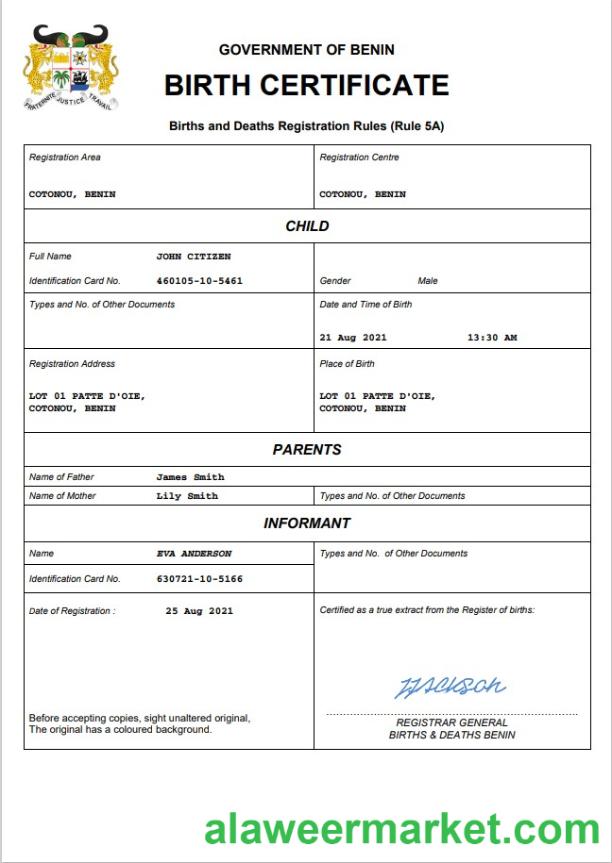 GOVERNMENT OF BENIN
BIRTH CERTIFICATE
Births and Deaths Registration Rules (Rule 5A)
FRATERNITE JUSTICE TRAVAIL
Registration Area
Registration Centre
COTONOU, BENIN
COTONOU, BENIN
CHILD
Full Name JOHN CITIZEN
Identification Card No. 460105-10-5461
Gender Male
Types and No. of Other Documents
Date and Time of Birth
21 Aug 2021 13:30 AM
Registration Address
Place of Birth
LOT 01 PATTE D'OIE,
COTONOU, BENIN
LOT 01 PATTE D'OIE,
COTONOU, BENIN
PARENTS
Name of Father James Smith
Name of Mother Lily Smith
Types and No. of Other Documents
INFORMANT
Name EVA ANDERSON
Types and No. of Other Documents
Identification Card No. 630721-10-5166
Date of Registration : 25 Aug 2021
Certified as a true extract from the Register of births:
JJACKSON
Before accepting copies, sight unaltered original,
The original has a coloured background.
REGISTRAR GENERAL
BIRTHS & DEATHS BENIN
alaweermarket.com